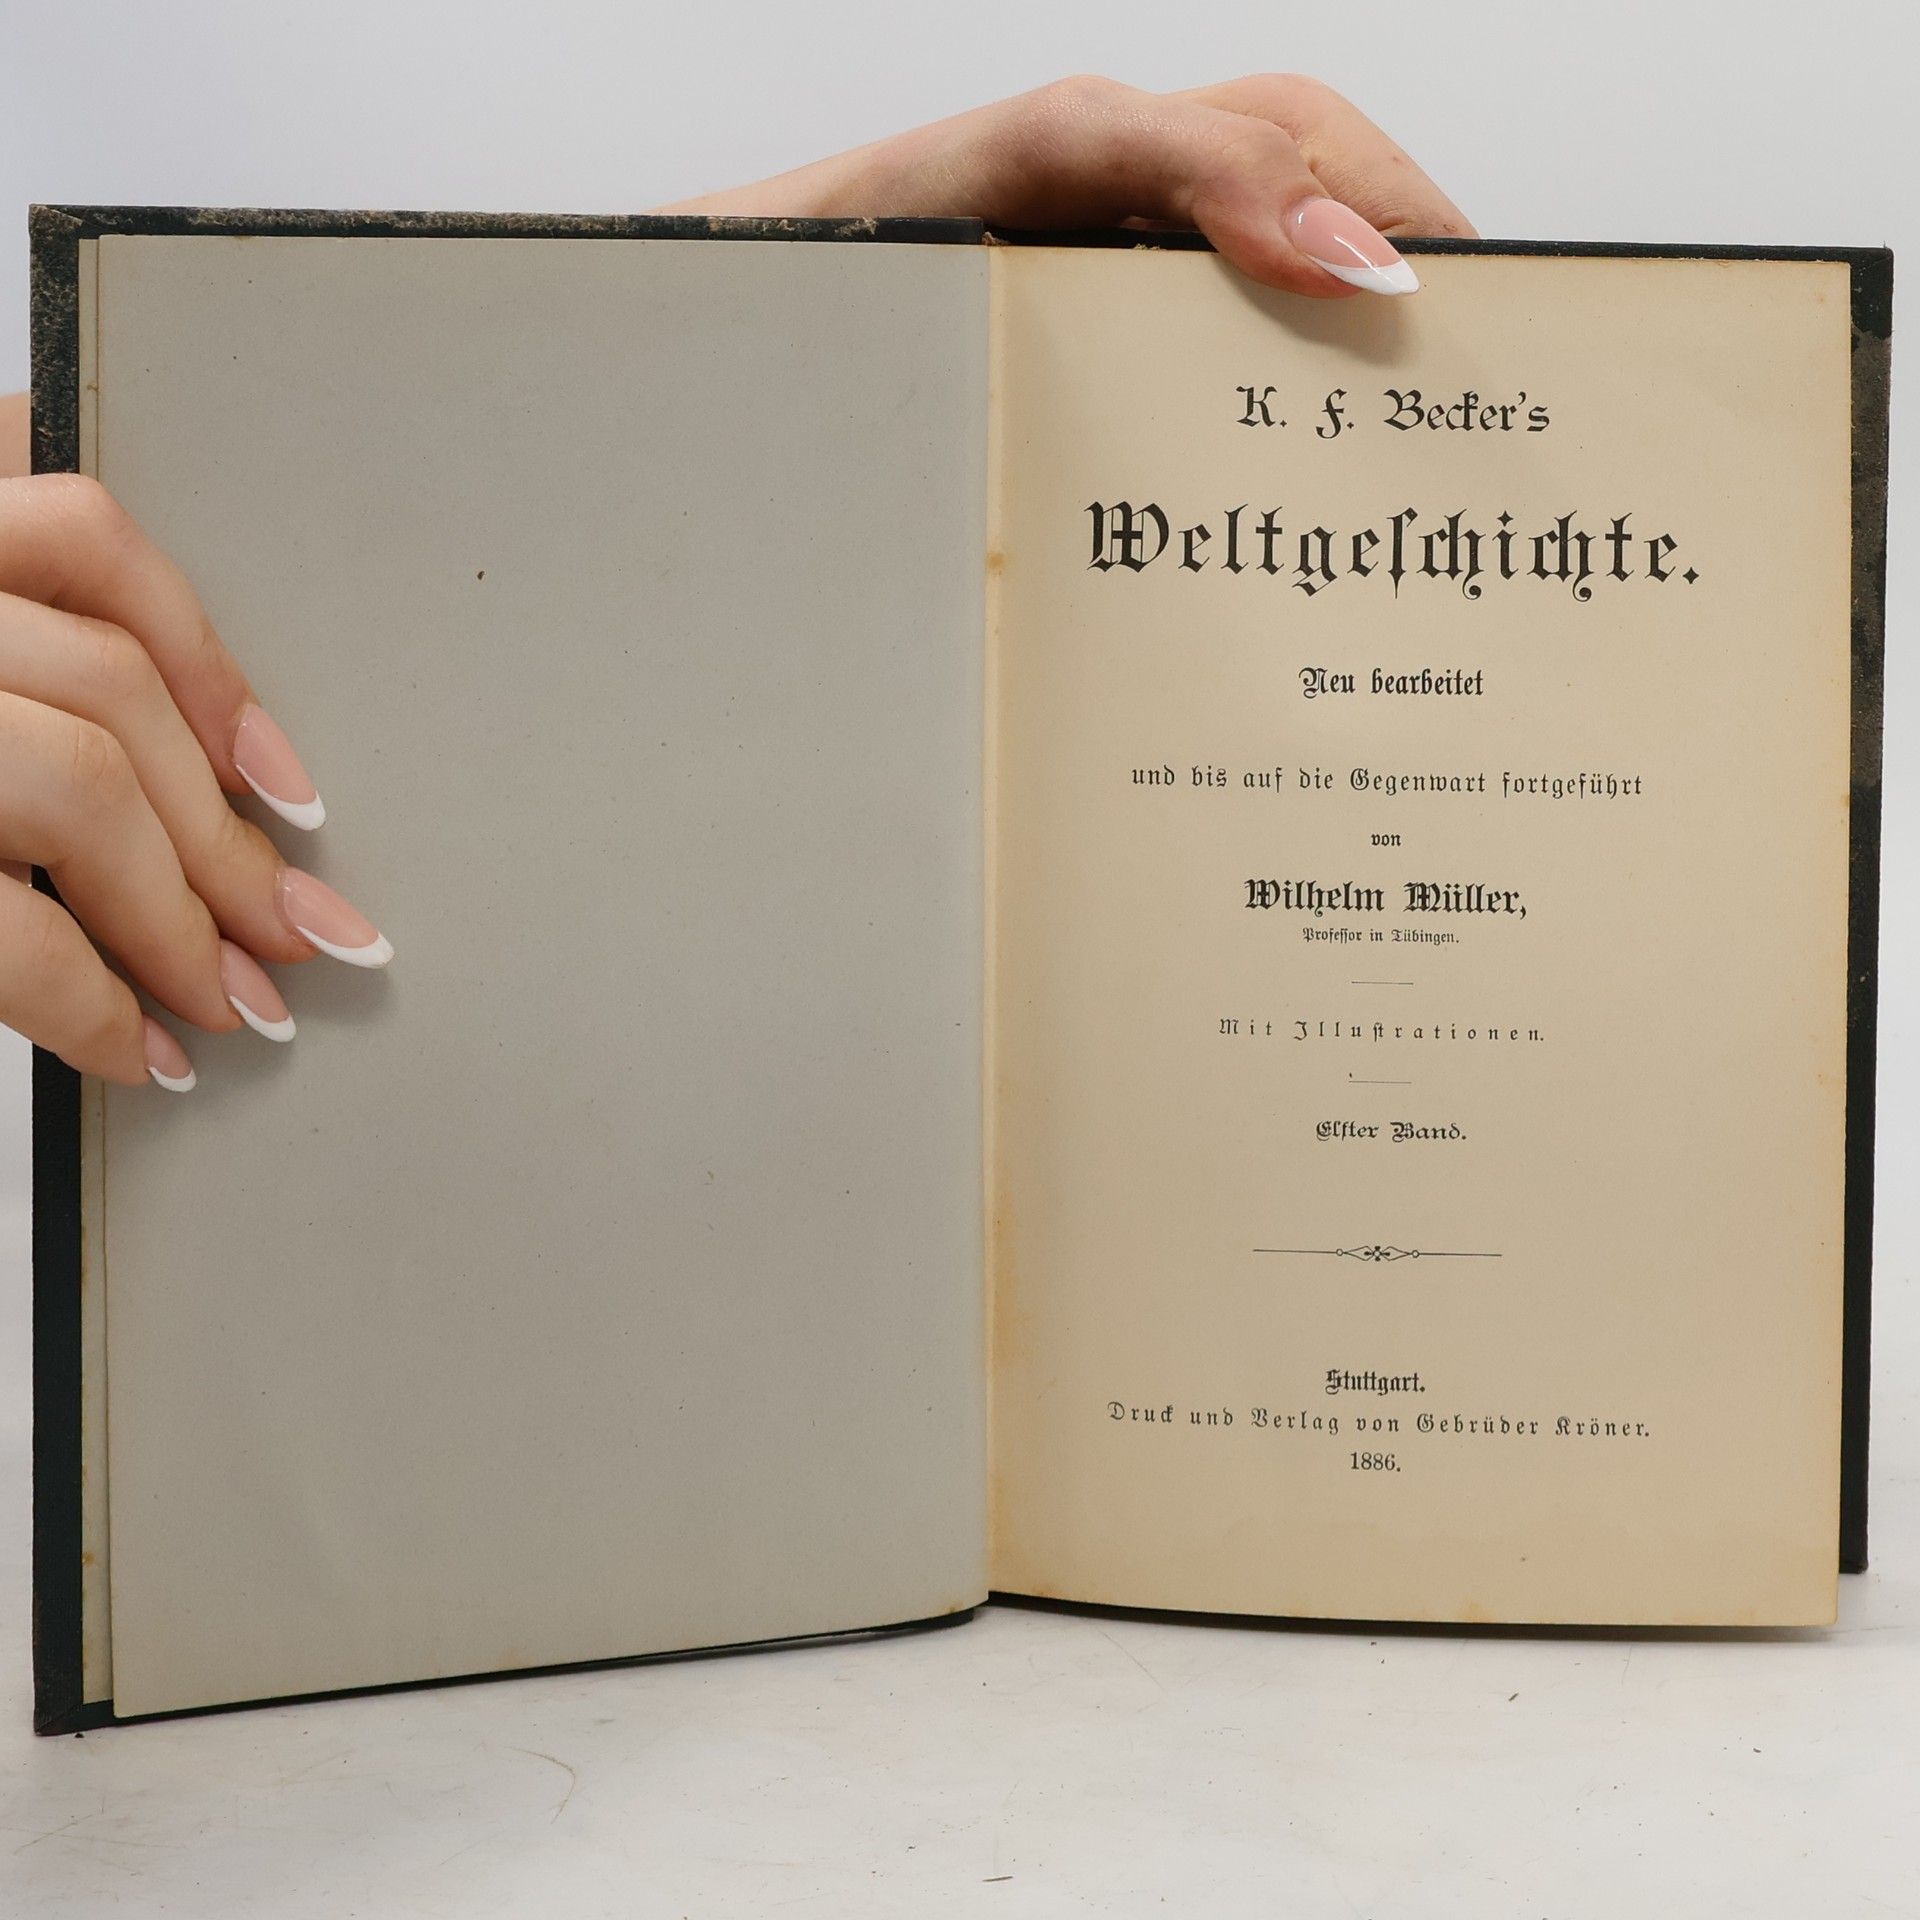 K. F. Becker's
Weltgeſchichte.
Neu bearbeitet
und bis auf die Gegenwart fortgeführt
von
Wilhelm Müller,
Profeſſor in Tübingen.
Mit Illuſtrationen.
Elfter Band.
Stuttgart.
Druck und Verlag von Gebrüder Kröner.
1886.